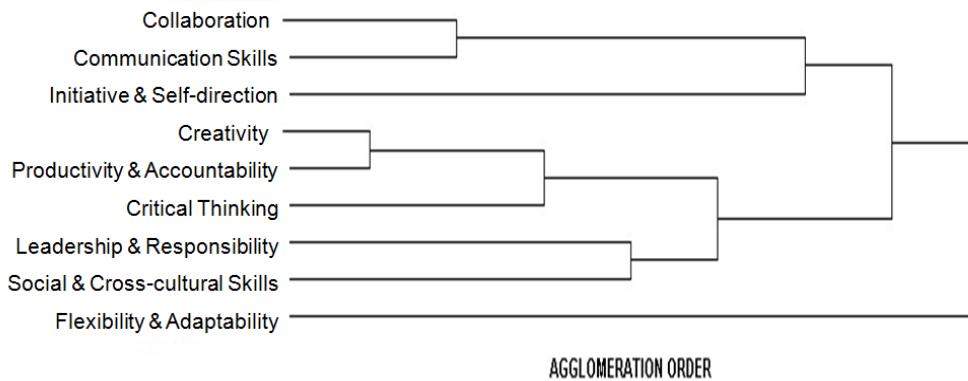 Collaboration
Communication Skills
Initiative & Self-direction
Creativity
Productivity & Accountability
Critical Thinking
Leadership & Responsibility
Social & Cross-cultural Skills
Flexibility & Adaptability
AGGLOMERATION ORDER